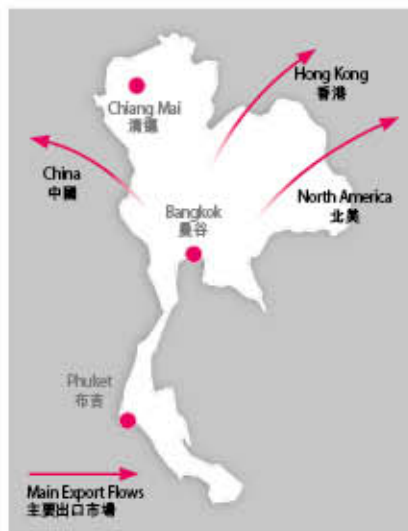 Hong Kong
香港
Chiang Mai
清邁
China
中國
North America
北美
Bangkok
曼谷
Phuket
布吉
Main Export Flows
主要出口市場